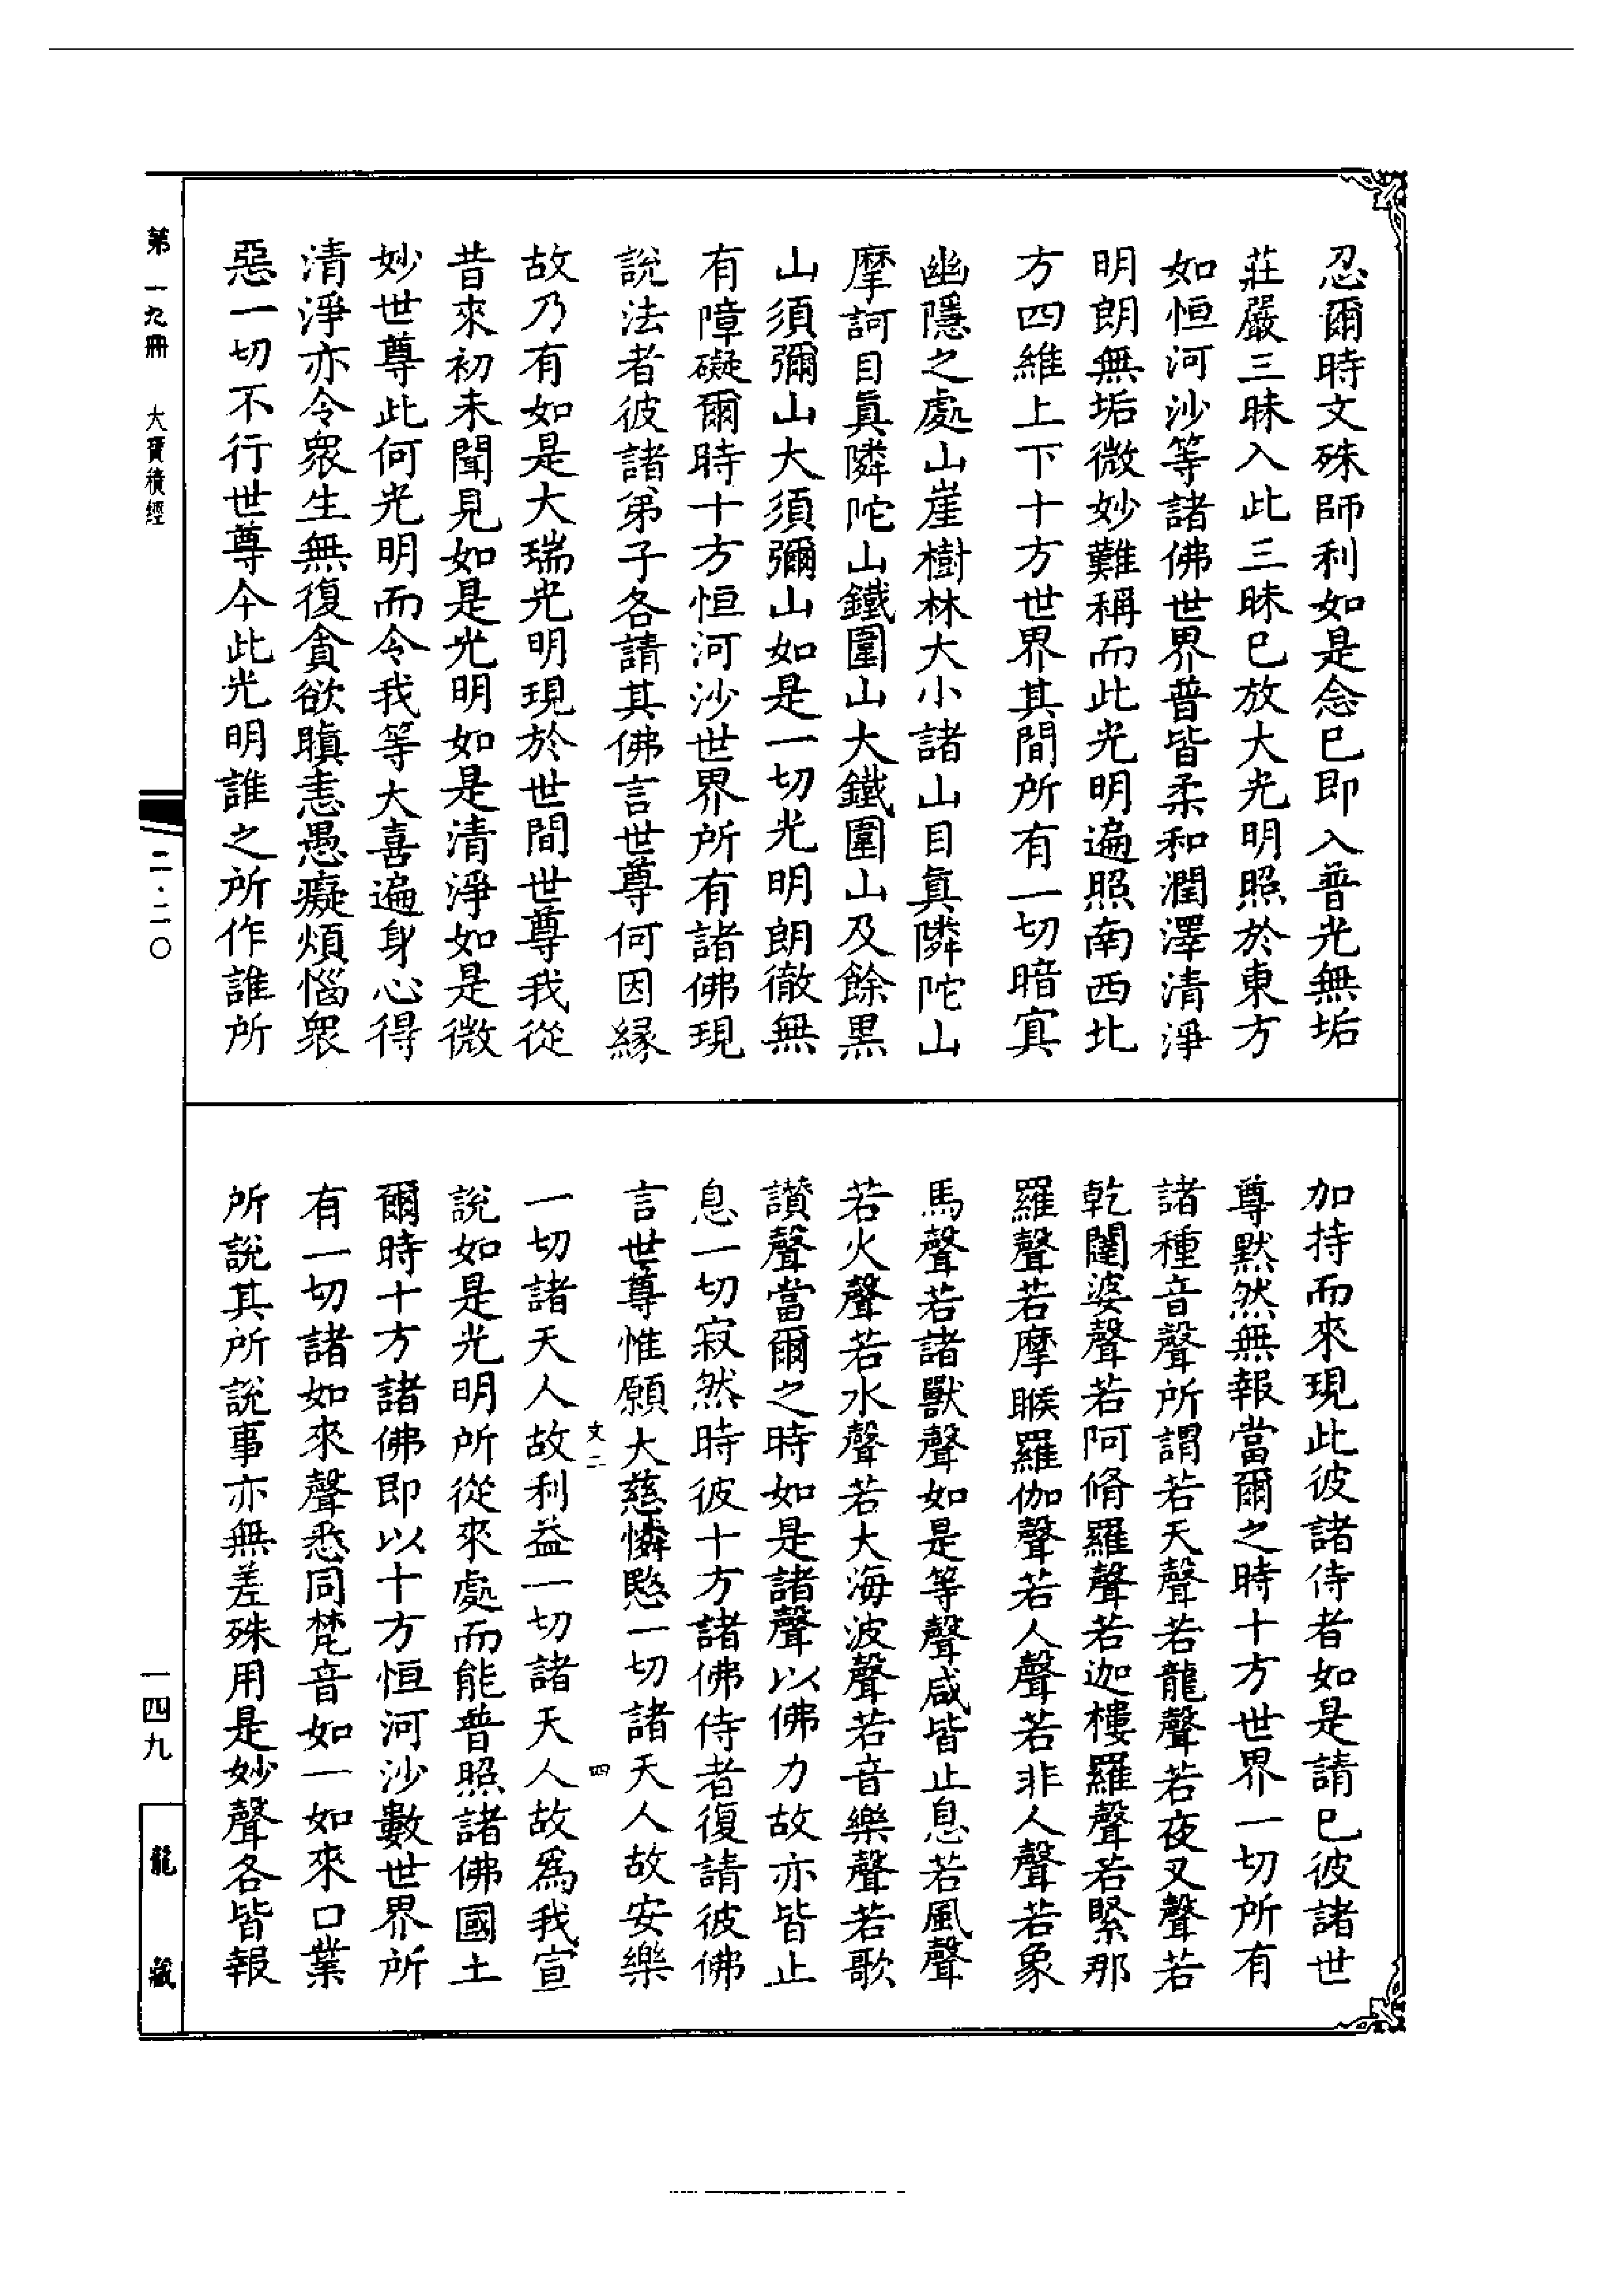 忍爾時文殊師利如是念已即入普光無垢
莊嚴三昧入此三昧已放大光明照於東方
如恒河沙等諸佛世界普皆柔和潤澤清淨
明朗無垢微妙難稱而此光明遍照南西北
方四維上下十方世界其間所有一切暗寘
幽隱之處山崖樹林大小諸山目真隣陀山
摩訶目真隣陀山鐵圍山大鐵圍山及餘黑
山須彌山大須彌山如是一切光明朗徹無
有障礙爾時十方恒河沙世界所有諸佛現
說法者彼諸弟子各請其佛言世尊何因緣
故乃有如是大瑞光明現於世間世尊我從
昔來初未聞見如是光明如是清淨如是微
妙世尊此何光明而令我等大喜遍身心得
清淨亦令衆生無復貪欲瞋恚愚癡煩惱衆
惡一切不行世尊今此光明誰之所作誰所
加持而來現此彼諸侍者如是請已彼諸世
尊默然無報當爾之時十方世界一切所有
諸種音聲所謂若天聲若龍聲若夜叉聲若
乾闥婆聲若阿脩羅聲若迦樓羅聲若緊那
羅聲若摩睺羅伽聲若人聲若非人聲若象
馬聲若諸獸聲如是等聲咸皆止息若風聲
若火聲若水聲若大海波聲若音樂聲若歌
讚聲當爾之時如是諸聲以佛力故亦皆止
息一切寂然時彼十方諸佛侍者復請彼佛
言世尊惟願大慈憐愍一切諸天人故安樂
文二 四
一切諸天人故利益一切諸天人故為我宣
說如是光明所從來處而能普照諸佛國土
爾時十方諸佛即以十方恒河沙數世界所
有一切諸如來聲悉同梵音如一如來口業
所說其所說事亦無差殊用是妙聲各皆報
第一九冊 大寶積經
二·二〇
一四九
龍藏